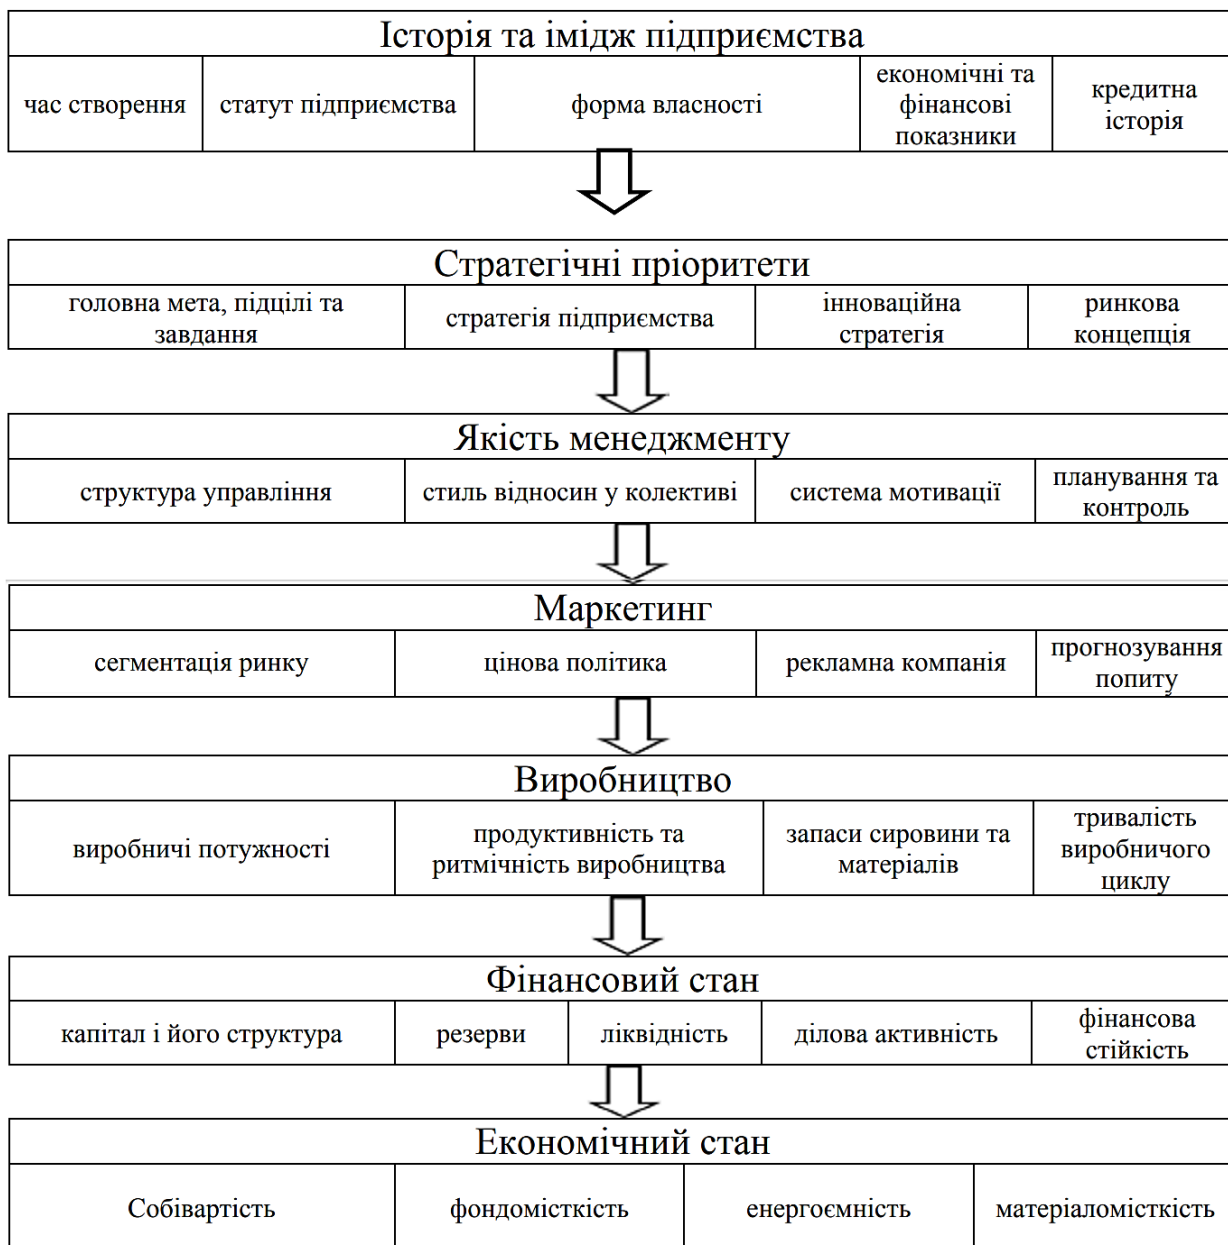 Історія та імідж підприємства
час створення
статут підприємства
форма власності
економічні та
фінансові
показники
кредитна
історія
Стратегічні пріоритети
головна мета, підцілі та
завдання
стратегія підприємства
інноваційна
стратегія
ринкова
концепція
Якість менеджменту
структура управління
стиль відносин у колективі
система мотивації
планування та
контроль
Маркетинг
сегментація ринку
цінова політика
рекламна компанія
прогнозування
попиту
Виробництво
виробничі потужності
продуктивність та
ритмічність виробництва
запаси сировини та
матеріалів
тривалість
виробничого
циклу
Фінансовий стан
капітал і його структура
резерви
ліквідність
ділова активність
фінансова
стійкість
Економічний стан
Собівартість
фондомісткість
енергоємність
матеріаломісткість